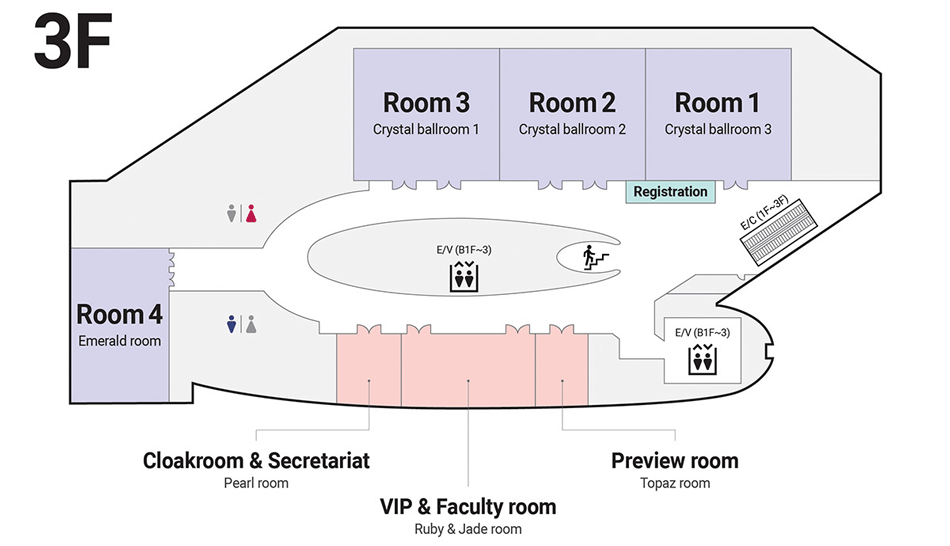 3F
Room 3
Crystal ballroom 1
Room 2
Crystal ballroom 2
Room 1
Crystal ballroom 3
Registration
E/C (1F~3F)
E/V (B1F~3)
Room 4
Emerald room
E/V (B1F~3)
Cloakroom & Secretariat
Pearl room
VIP & Faculty room
Ruby & Jade room
Preview room
Topaz room